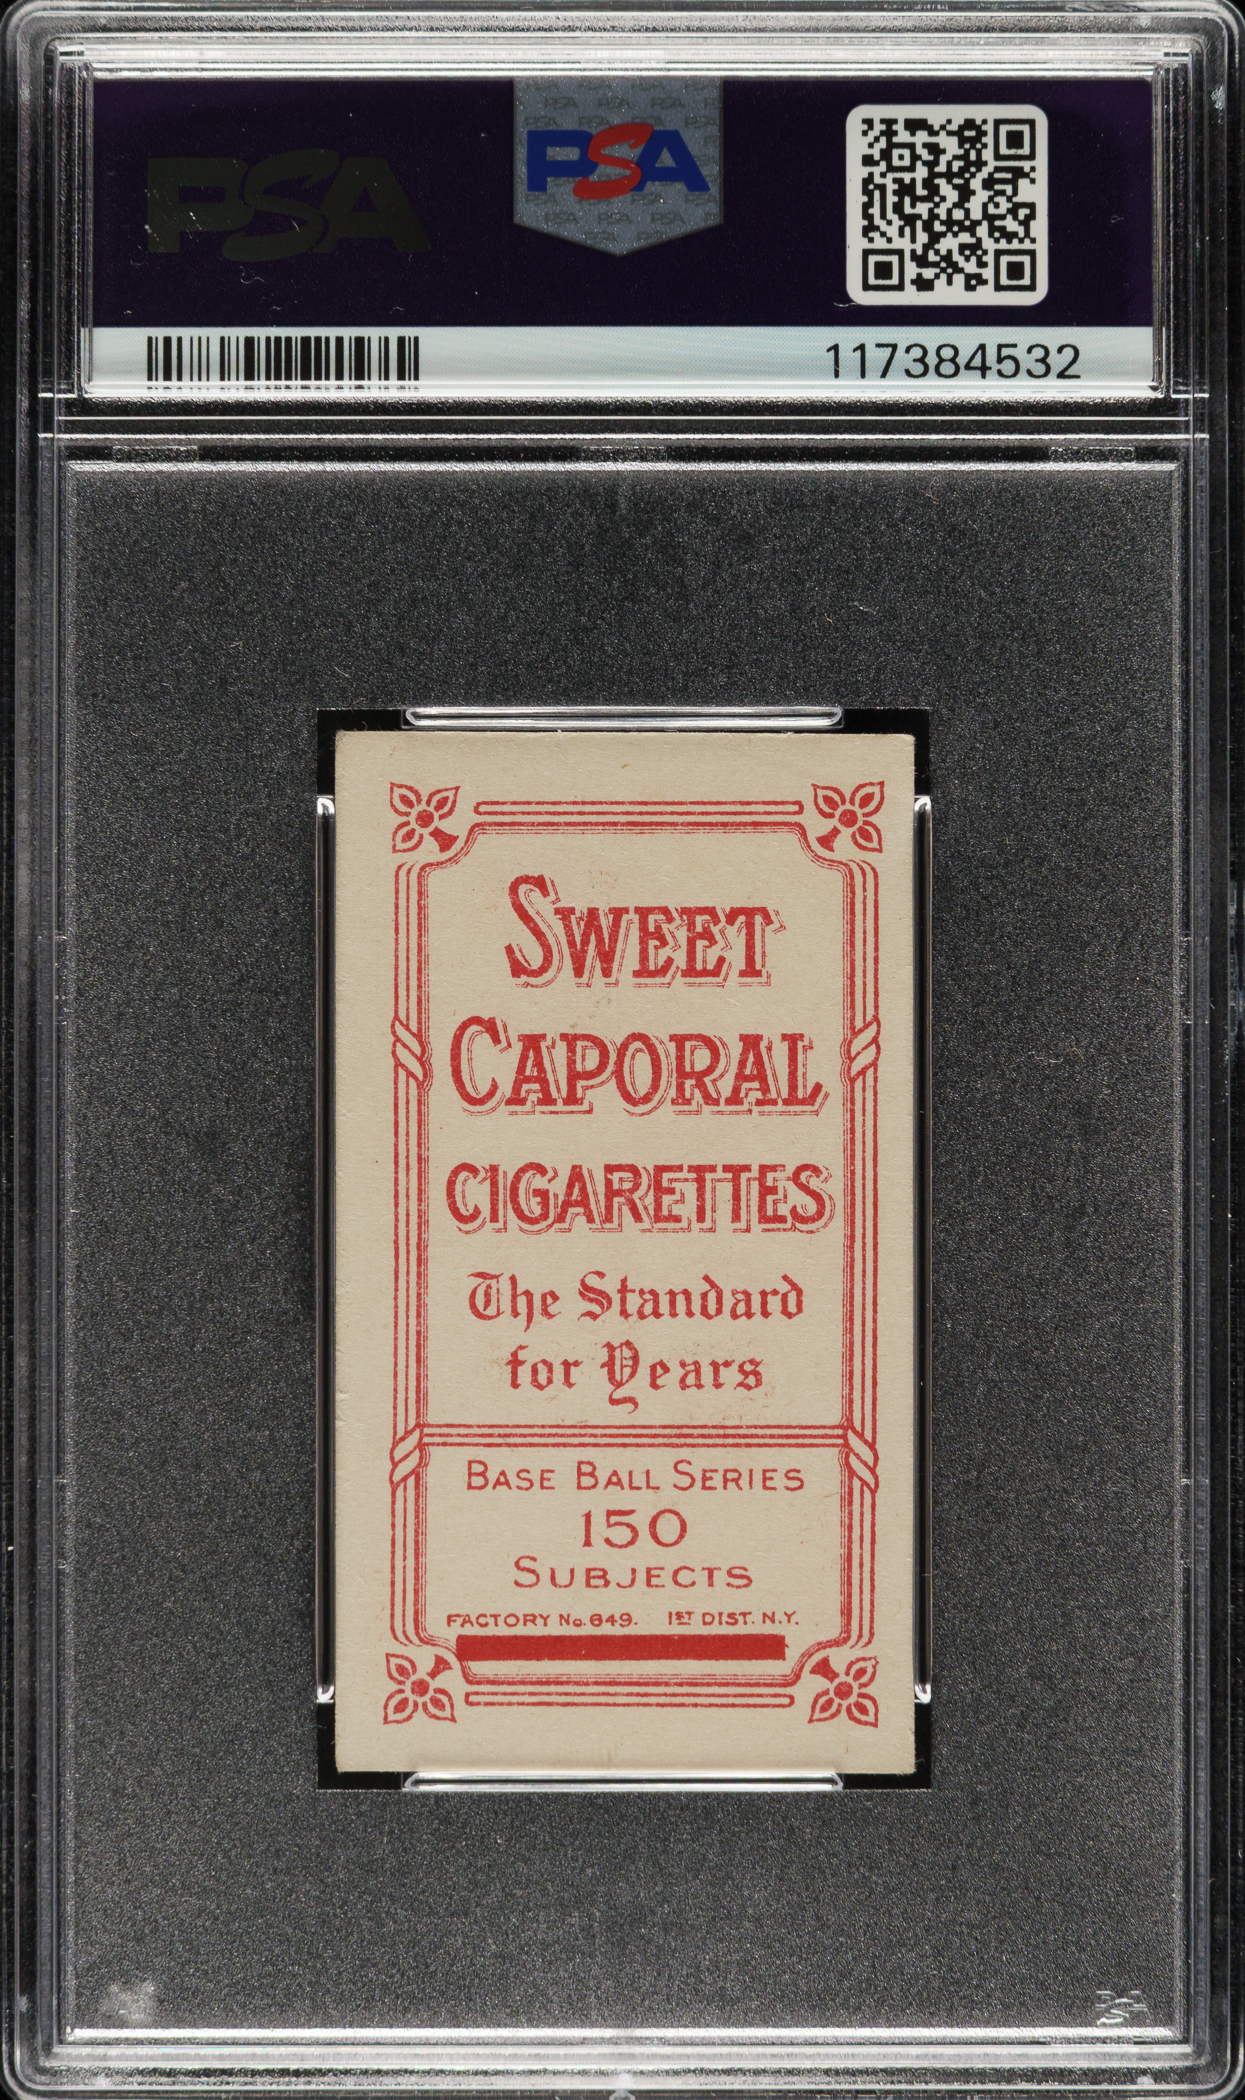 PSA
PSA
117384532
SWEET
CAPORAL
CIGARETTES
The Standard
for Years
BASE BALL SERIES
150
SUBJECTS
FACTORY No. 649. 1ST DIST. N.Y.